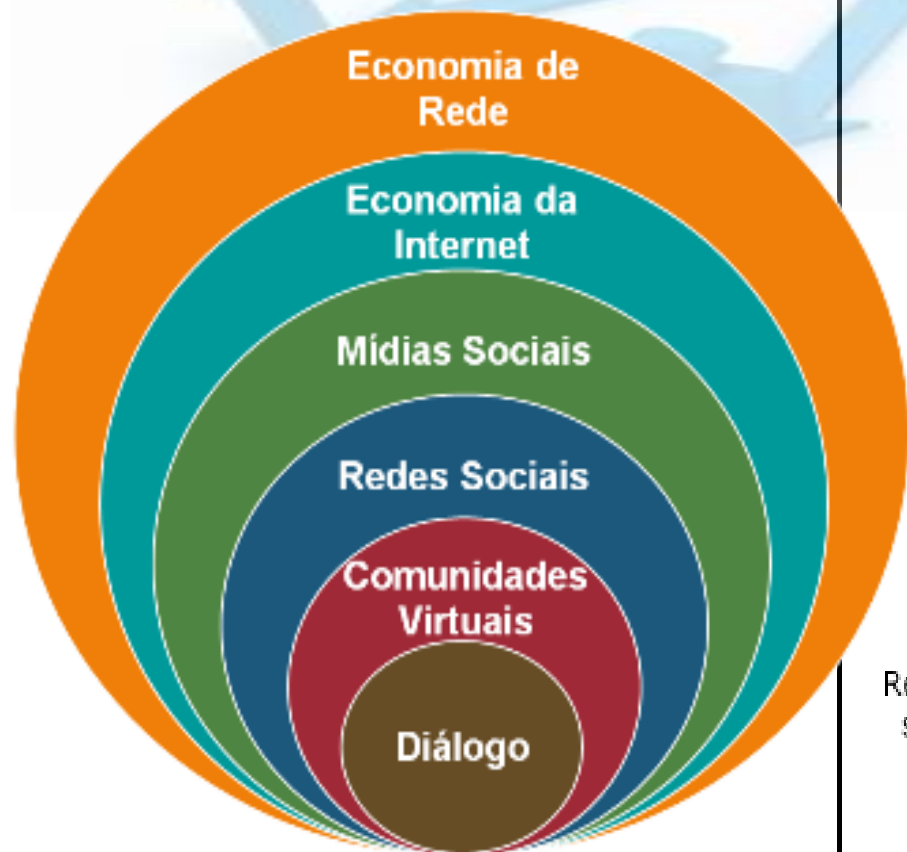 Economia de
Rede
Economia da
Internet
Mídias Sociais
Redes Sociais
Comunidades
Virtuais
Diálogo